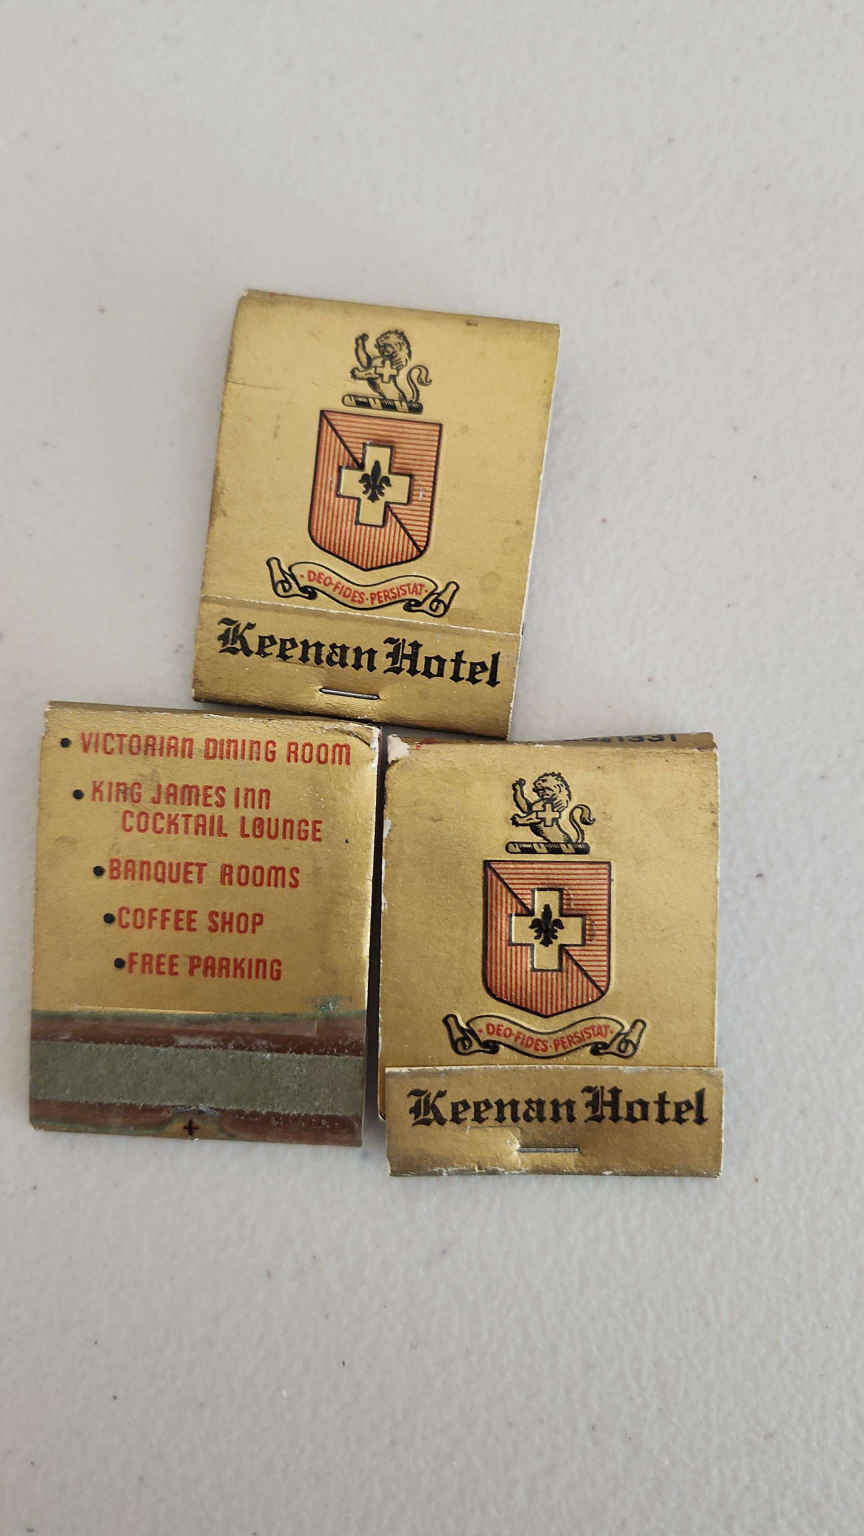 DEO·FIDES·PERSISTAT·
Keenan Hotel
• VICTORIAN DINING ROOM
• KING JAMES INN
COCKTAIL LOUNGE
• BANQUET ROOMS
• COFFEE SHOP
• FREE PARKING
·DEO·FIDES·PERSISTAT·
Keenan Hotel